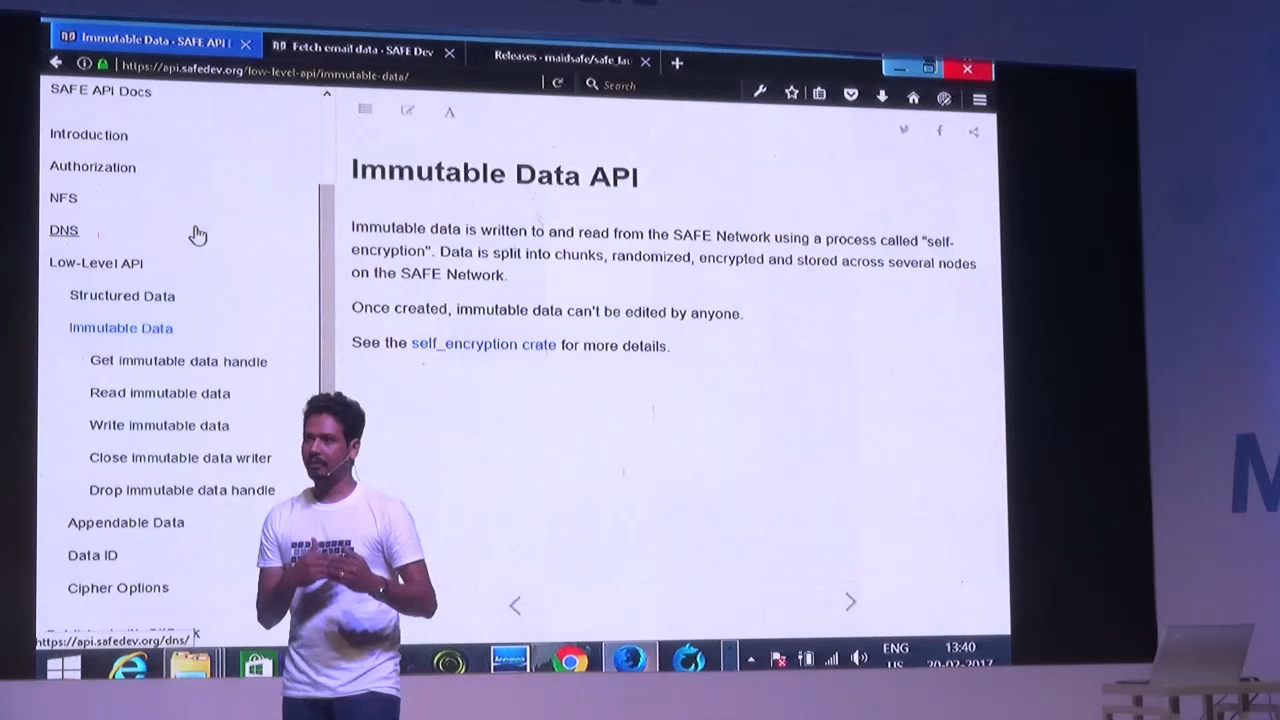 Immutable Data - SAFE API
Fetch email data - SAFE Dev
Releases - maidsafe/safe_lau
https://api.safedev.org/low-level-api/immutable-data/
Search
SAFE API Docs
Introduction
Authorization
NFS
DNS
Low-Level API
Structured Data
Immutable Data
Get immutable data handle
Read immutable data
Write immutable data
Close immutable data writer
Drop immutable data handle
Appendable Data
Data ID
Cipher Options
A
Immutable Data API
Immutable data is written to and read from the SAFE Network using a process called "self-
encryption". Data is split into chunks, randomized, encrypted and stored across several nodes
on the SAFE Network.
Once created, immutable data can't be edited by anyone.
See the self_encryption crate for more details.
https://api.safedev.org/dns/
ENG
US
13:40
20-02-2017
M